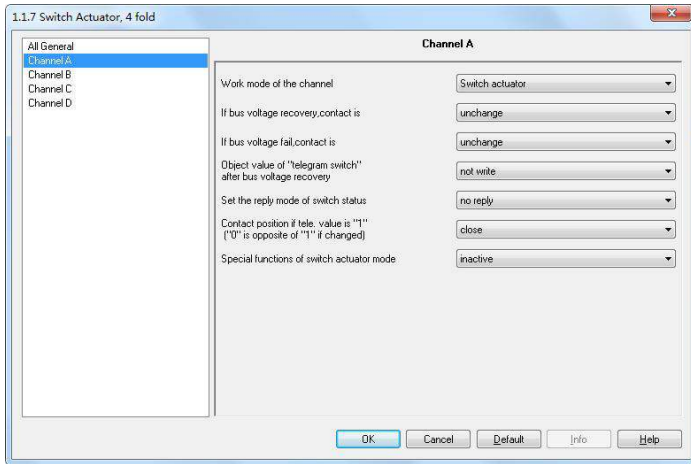 1.1.7 Switch Actuator, 4 fold
All General
Channel A
Channel B
Channel C
Channel D
Channel A
Work mode of the channel
Switch actuator
If bus voltage recovery,contact is
unchange
If bus voltage fail,contact is
unchange
Object value of "telegram switch"
after bus voltage recovery
not write
Set the reply mode of switch status
no reply
Contact position if tele. value is "1"
("0" is opposite of "1" if changed)
close
Special functions of switch actuator mode
inactive
OK
Cancel
Default
Info
Help